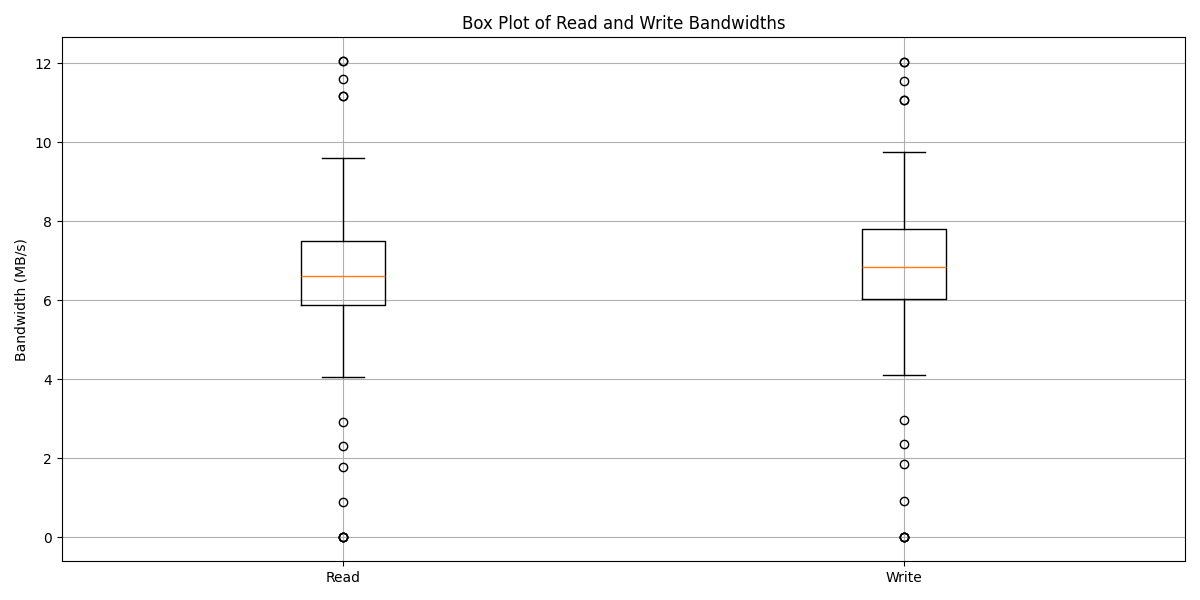 Box Plot of Read and Write Bandwidths
Bandwidth (MB/s)
12
10
8
6
4
2
0
Read
Write